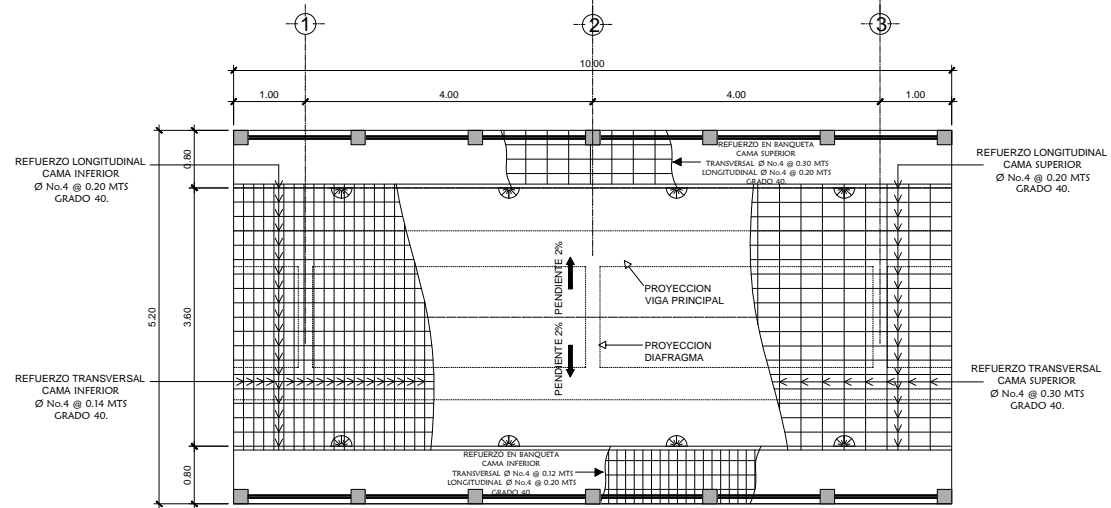 1
2
3
10.00
1.00
4.00
4.00
1.00
5.20
0.80
3.60
0.80
REFUERZO LONGITUDINAL
CAMA INFERIOR
Ø No.4 @ 0.20 MTS
GRADO 40.
REFUERZO EN BANQUETA
CAMA SUPERIOR
TRANSVERSAL Ø No.4 @ 0.30 MTS
LONGITUDINAL Ø No.4 @ 0.20 MTS
GRADO 40.
REFUERZO LONGITUDINAL
CAMA SUPERIOR
Ø No.4 @ 0.20 MTS
GRADO 40.
PENDIENTE 2%
PENDIENTE 2%
PROYECCION
VIGA PRINCIPAL
PROYECCION
DIAFRAGMA
REFUERZO TRANSVERSAL
CAMA INFERIOR
Ø No.4 @ 0.14 MTS
GRADO 40.
REFUERZO TRANSVERSAL
CAMA SUPERIOR
Ø No.4 @ 0.30 MTS
GRADO 40.
REFUERZO EN BANQUETA
CAMA INFERIOR
TRANSVERSAL Ø No.4 @ 0.12 MTS
LONGITUDINAL Ø No.4 @ 0.20 MTS
GRADO 40.